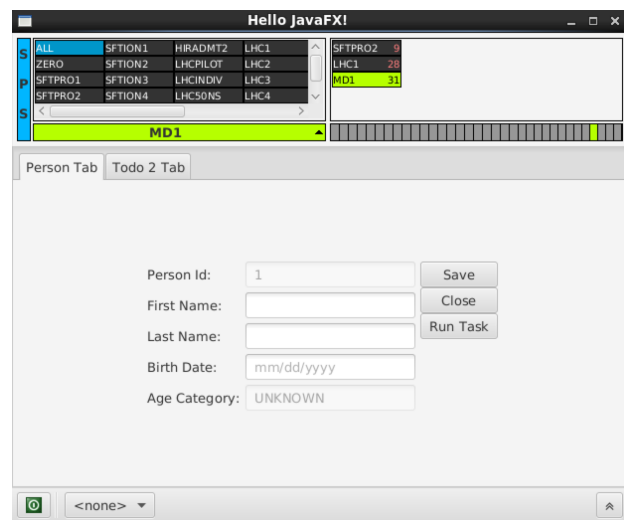 Hello JavaFX!
S P S
ALL SFTION1 HIRADMT2 LHC1
ZERO SFTION2 LHCPILOT LHC2
SFTPRO1 SFTION3 LHCINDIV LHC3
SFTPRO2 SFTION4 LHC50NS LHC4
MD1
SFTPRO2 9
LHC1 28
MD1 31
Person Tab Todo 2 Tab
Person Id: 1 Save
First Name: Close
Last Name: Run Task
Birth Date: mm/dd/yyyy
Age Category: UNKNOWN
<none>